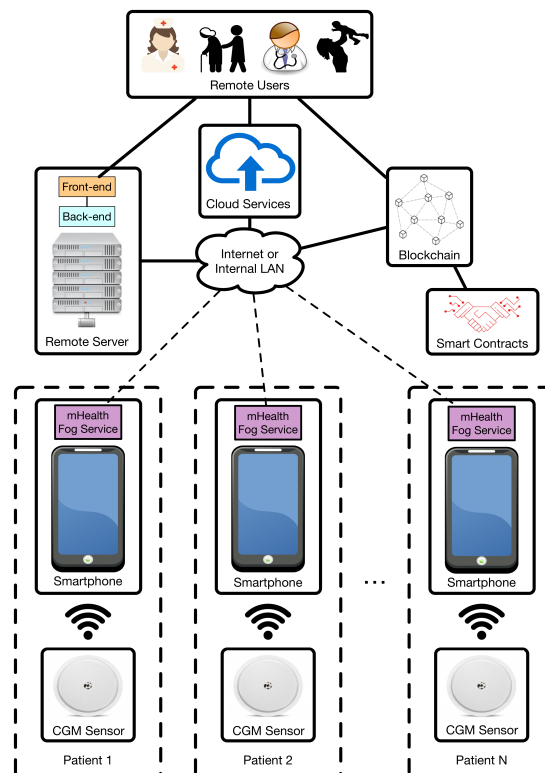 Remote Users
Front-end
Back-end
Remote Server
Cloud Services
Internet or
Internal LAN
Blockchain
Smart Contracts
mHealth
Fog Service
Smartphone
CGM Sensor
Patient 1
mHealth
Fog Service
Smartphone
CGM Sensor
Patient 2
...
mHealth
Fog Service
Smartphone
CGM Sensor
Patient N